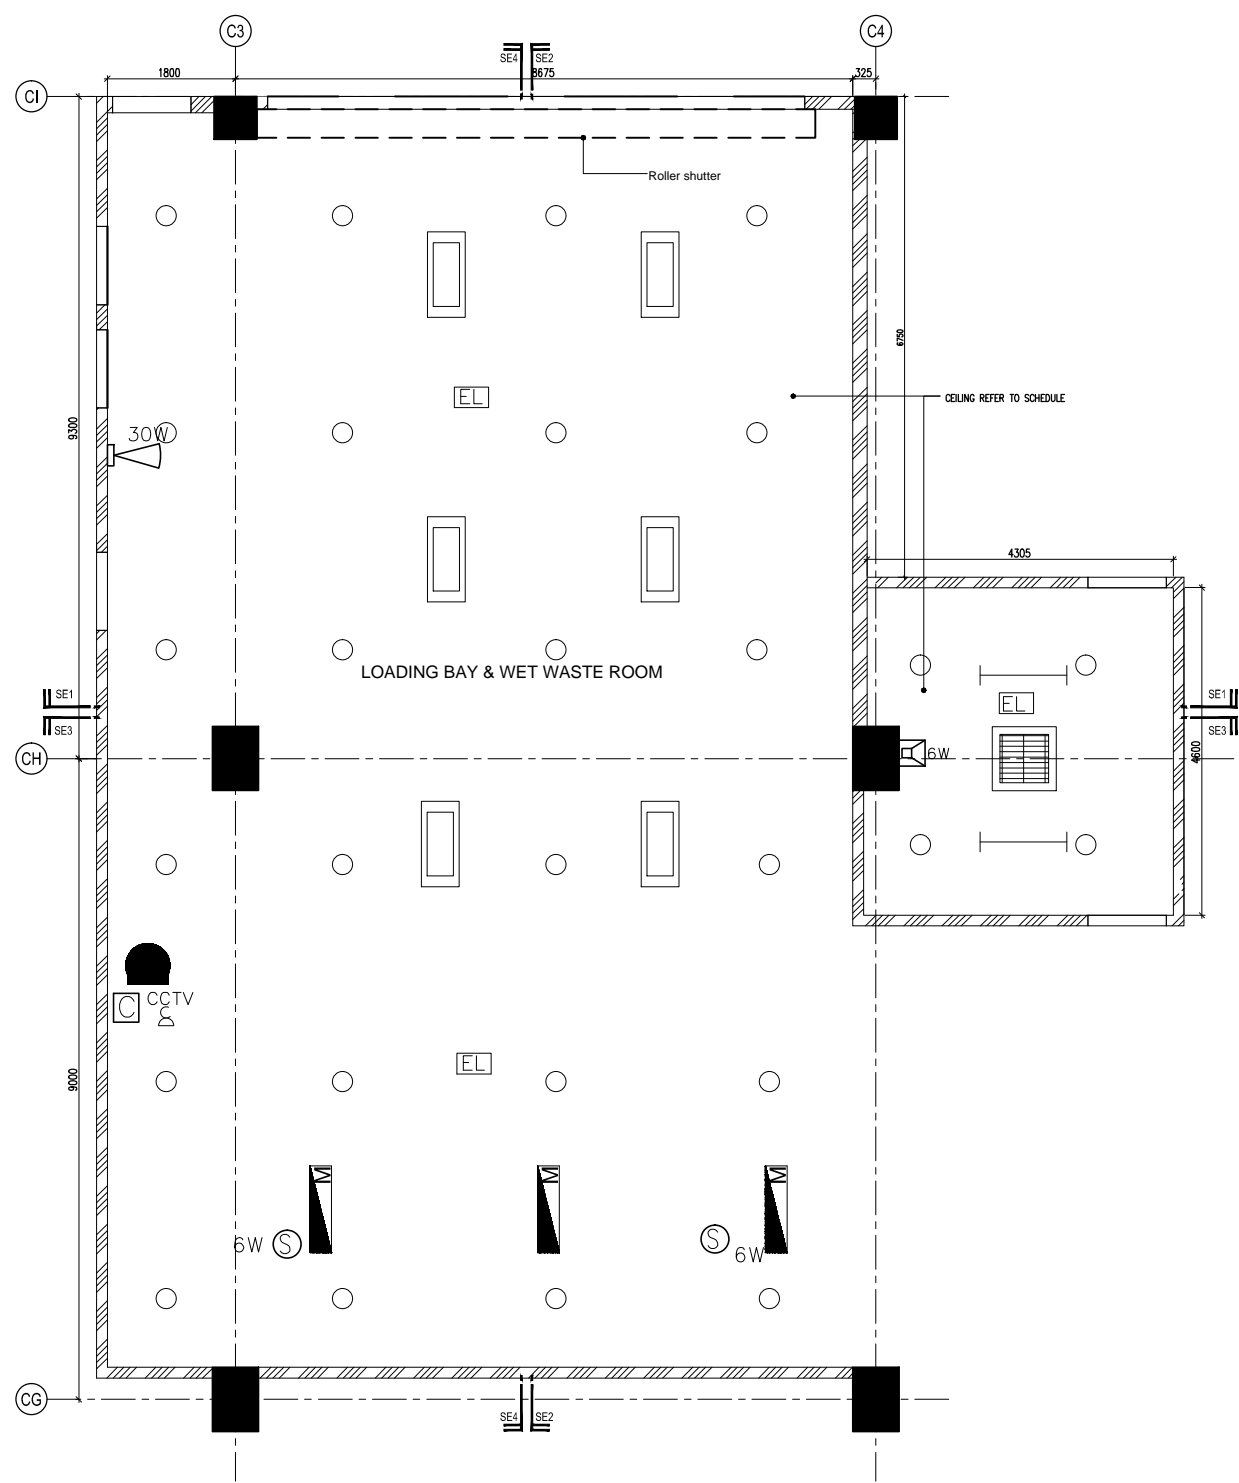 C3
C4
SE4
SE2
1800
8675
325
CI
Roller shutter
6750
EL
CEILING REFER TO SCHEDULE
9300
30W
4305
LOADING BAY & WET WASTE ROOM
SE1
SE3
EL
SE1
SE3
CH
6W
4600
C
CCTV
C
EL
9000
M
M
M
6W
S
S
6W
CG
SE4
SE2